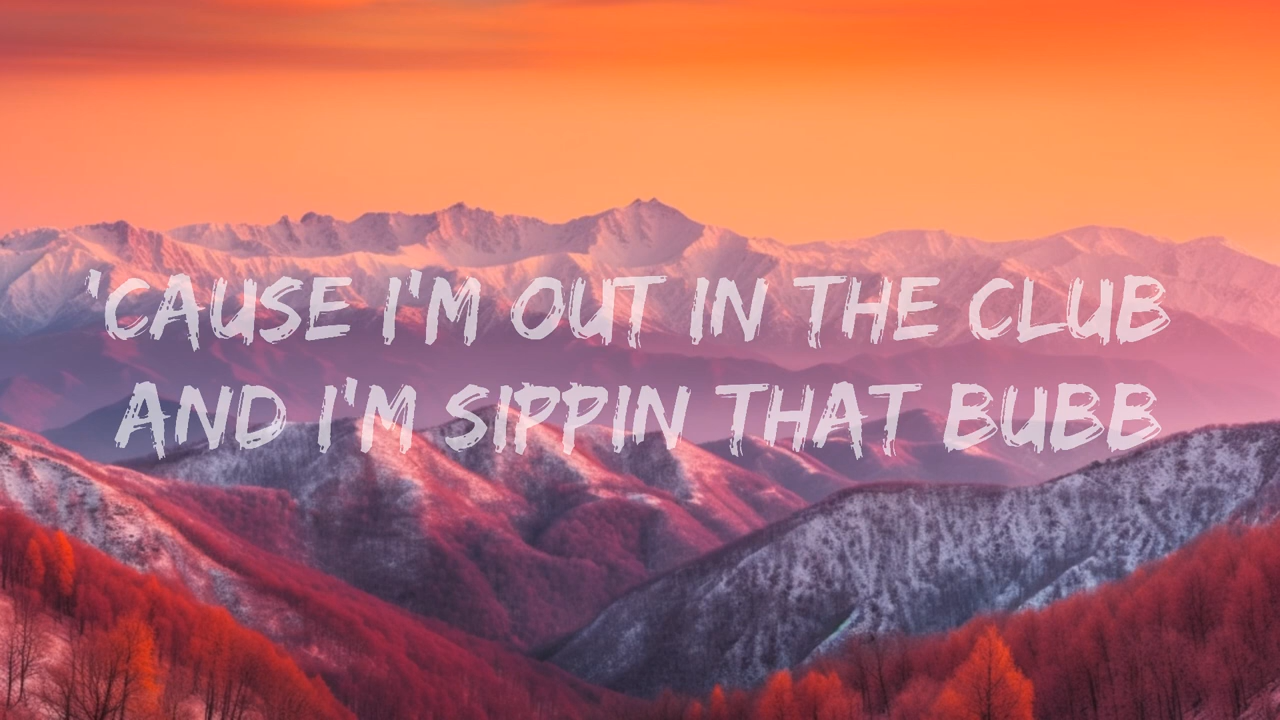 'CAUSE I'M OUT IN THE CLUB
AND I'M SIPPIN THAT BUBB